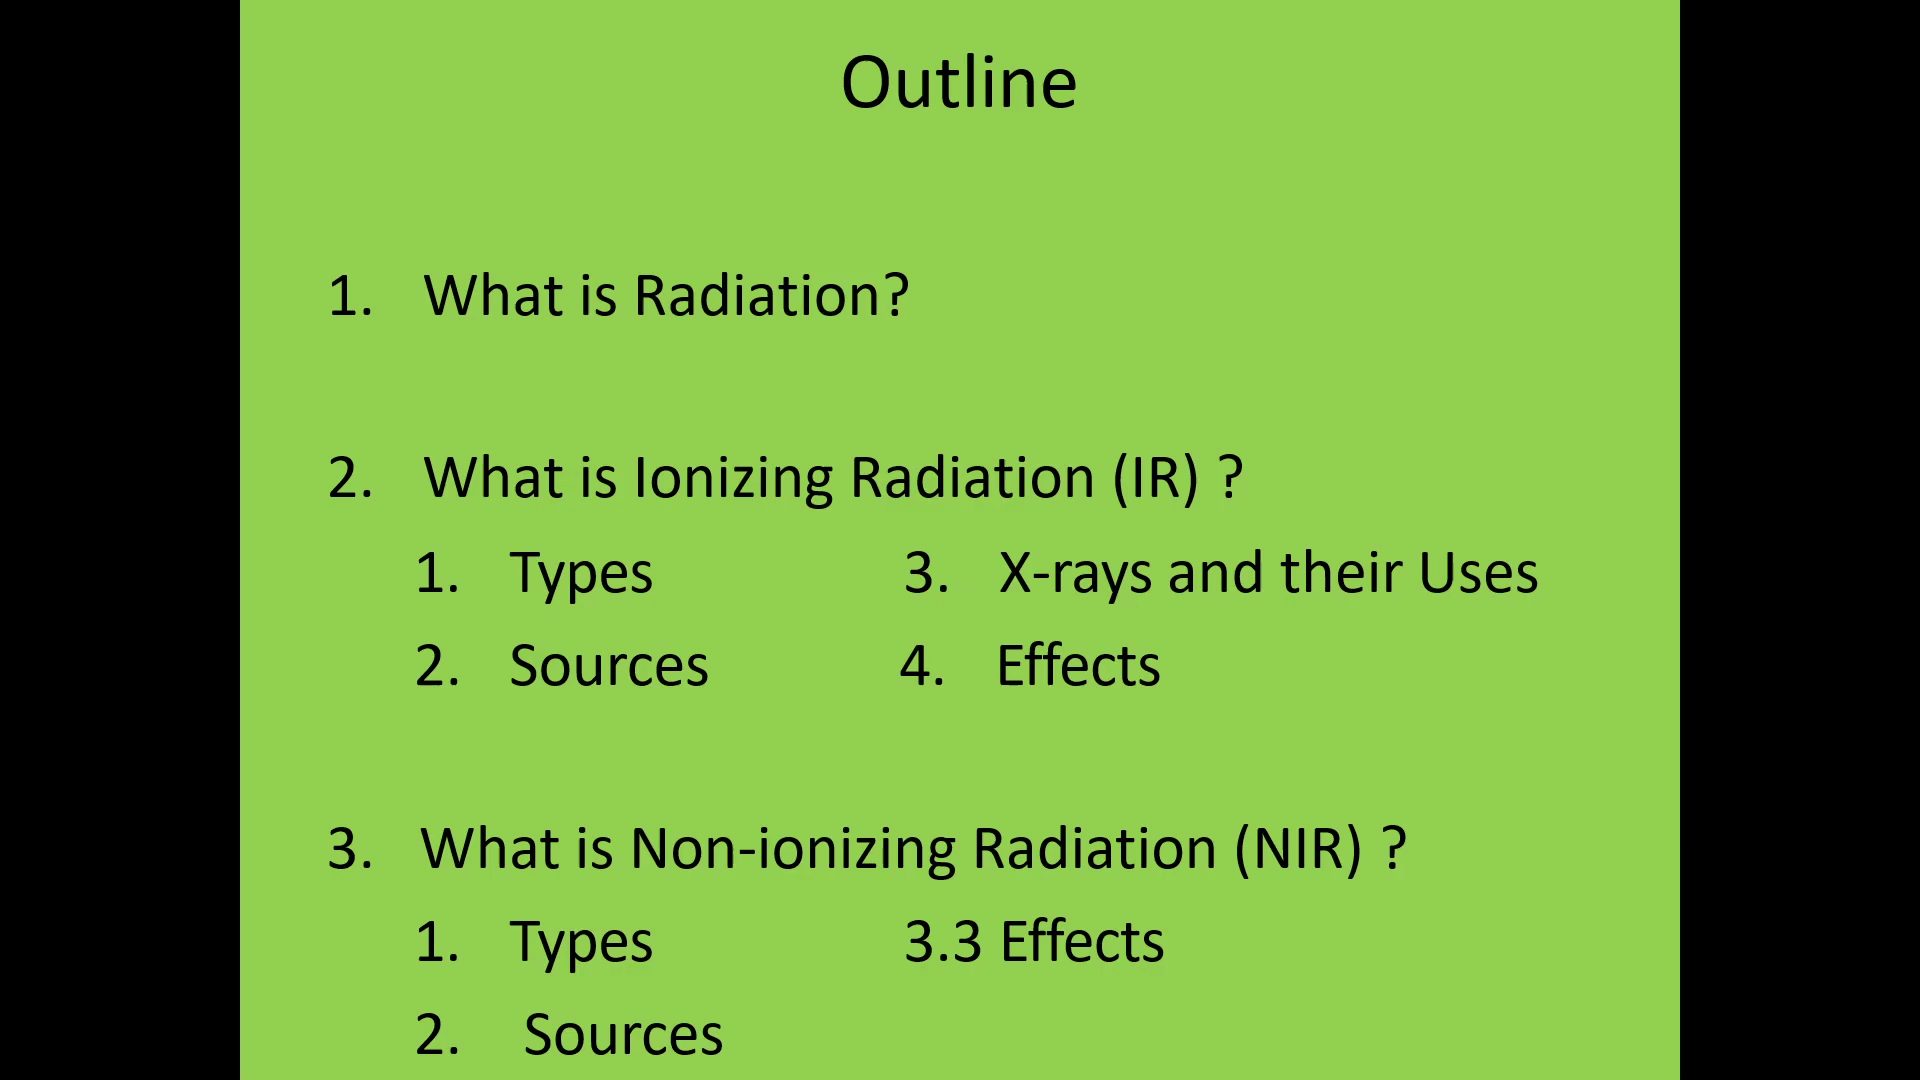 Outline
1. What is Radiation?
2. What is Ionizing Radiation (IR) ?
1. Types 3. X-rays and their Uses
2. Sources 4. Effects
3. What is Non-ionizing Radiation (NIR) ?
1. Types 3.3 Effects
2. Sources